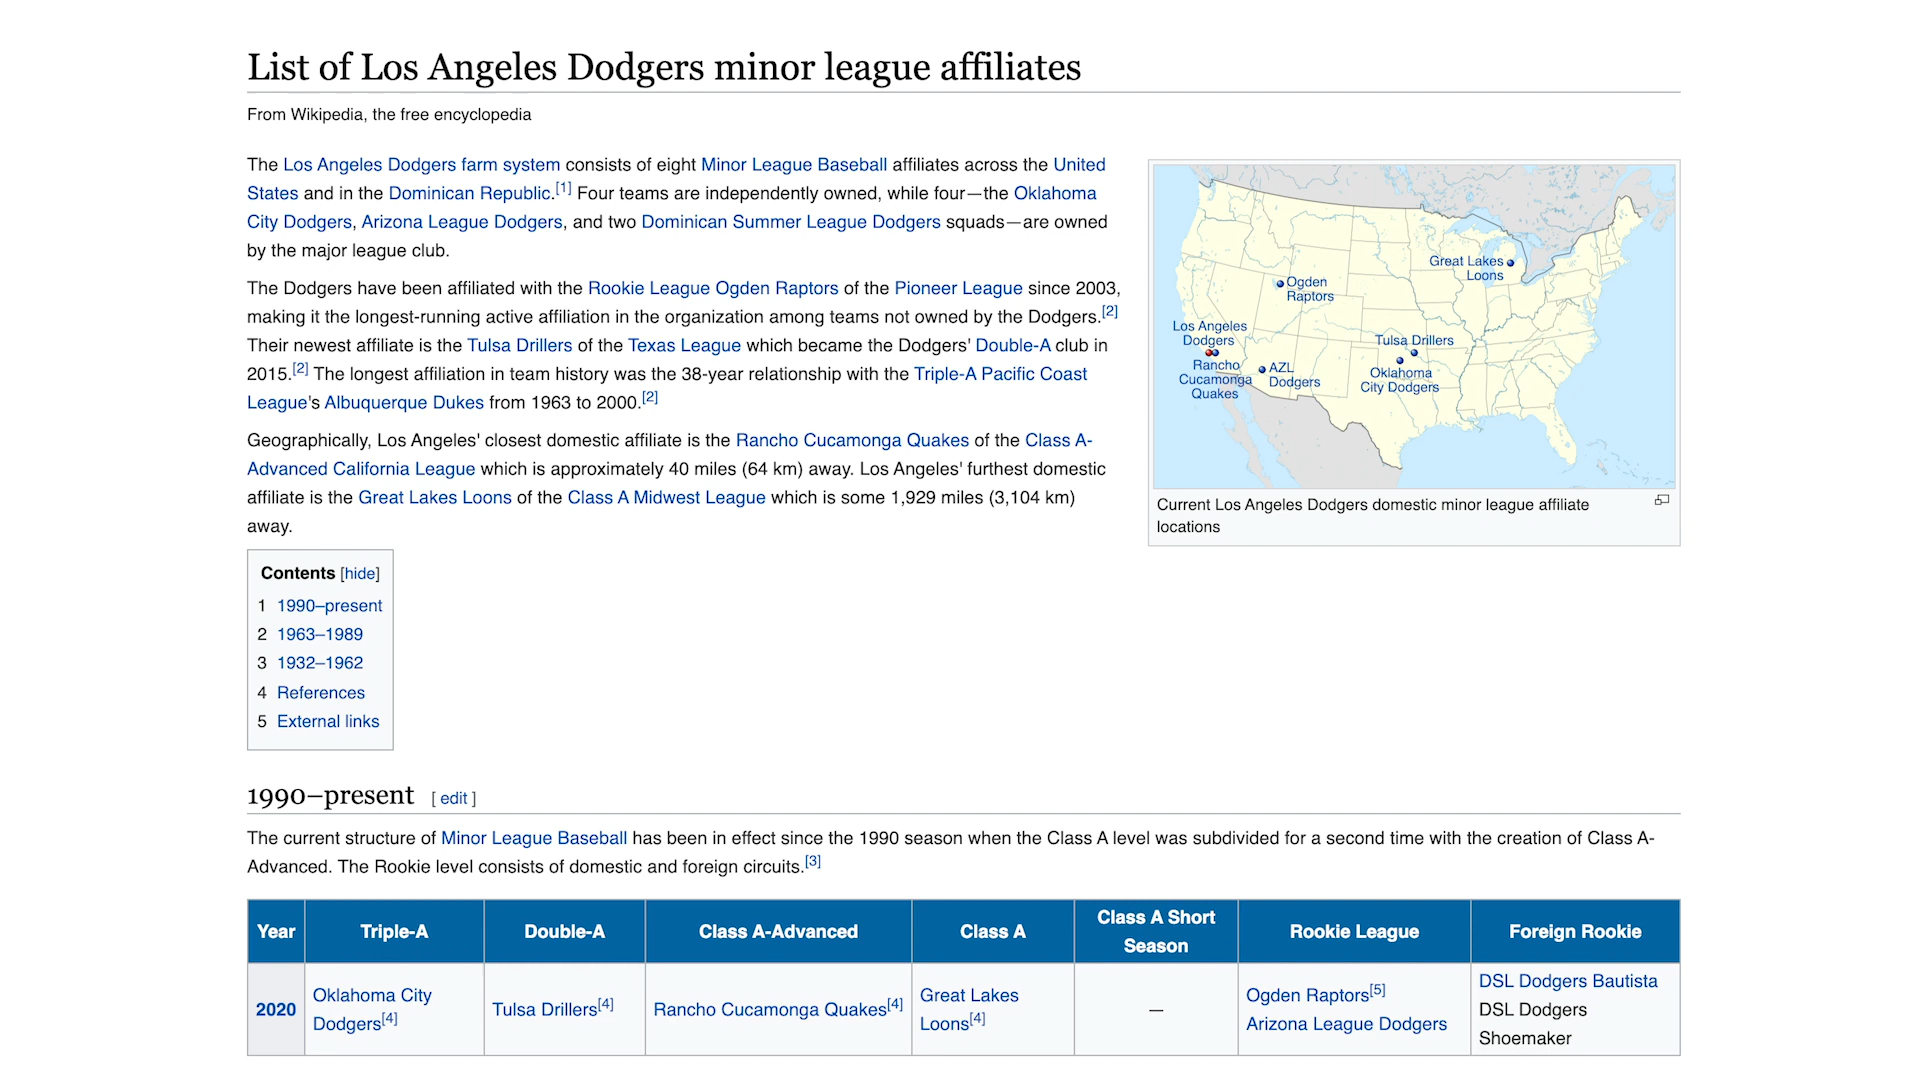 List of Los Angeles Dodgers minor league affiliates
From Wikipedia, the free encyclopedia
The Los Angeles Dodgers farm system consists of eight Minor League Baseball affiliates across the United
States and in the Dominican Republic.[1] Four teams are independently owned, while four—the Oklahoma
City Dodgers, Arizona League Dodgers, and two Dominican Summer League Dodgers squads—are owned
by the major league club.
The Dodgers have been affiliated with the Rookie League Ogden Raptors of the Pioneer League since 2003,
making it the longest-running active affiliation in the organization among teams not owned by the Dodgers.[2]
Their newest affiliate is the Tulsa Drillers of the Texas League which became the Dodgers' Double-A club in
2015.[2] The longest affiliation in team history was the 38-year relationship with the Triple-A Pacific Coast
League's Albuquerque Dukes from 1963 to 2000.[2]
Geographically, Los Angeles' closest domestic affiliate is the Rancho Cucamonga Quakes of the Class A-
Advanced California League which is approximately 40 miles (64 km) away. Los Angeles' furthest domestic
affiliate is the Great Lakes Loons of the Class A Midwest League which is some 1,929 miles (3,104 km)
away.
Great Lakes
Loons
Ogden
Raptors
Los Angeles
Dodgers
Rancho
Cucamonga
Quakes
AZL
Dodgers
Tulsa Drillers
Oklahoma
City Dodgers
Current Los Angeles Dodgers domestic minor league affiliate
locations
Contents [hide]
1 1990–present
2 1963–1989
3 1932–1962
4 References
5 External links
1990–present [ edit ]
The current structure of Minor League Baseball has been in effect since the 1990 season when the Class A level was subdivided for a second time with the creation of Class A-
Advanced. The Rookie level consists of domestic and foreign circuits.[3]
Year Triple-A Double-A Class A-Advanced Class A Class A Short Season Rookie League Foreign Rookie
2020
Oklahoma City
Dodgers[4]
Tulsa Drillers[4]
Rancho Cucamonga Quakes[4]
Great Lakes
Loons[4]
—
Ogden Raptors[5]
Arizona League Dodgers
DSL Dodgers Bautista
DSL Dodgers
Shoemaker